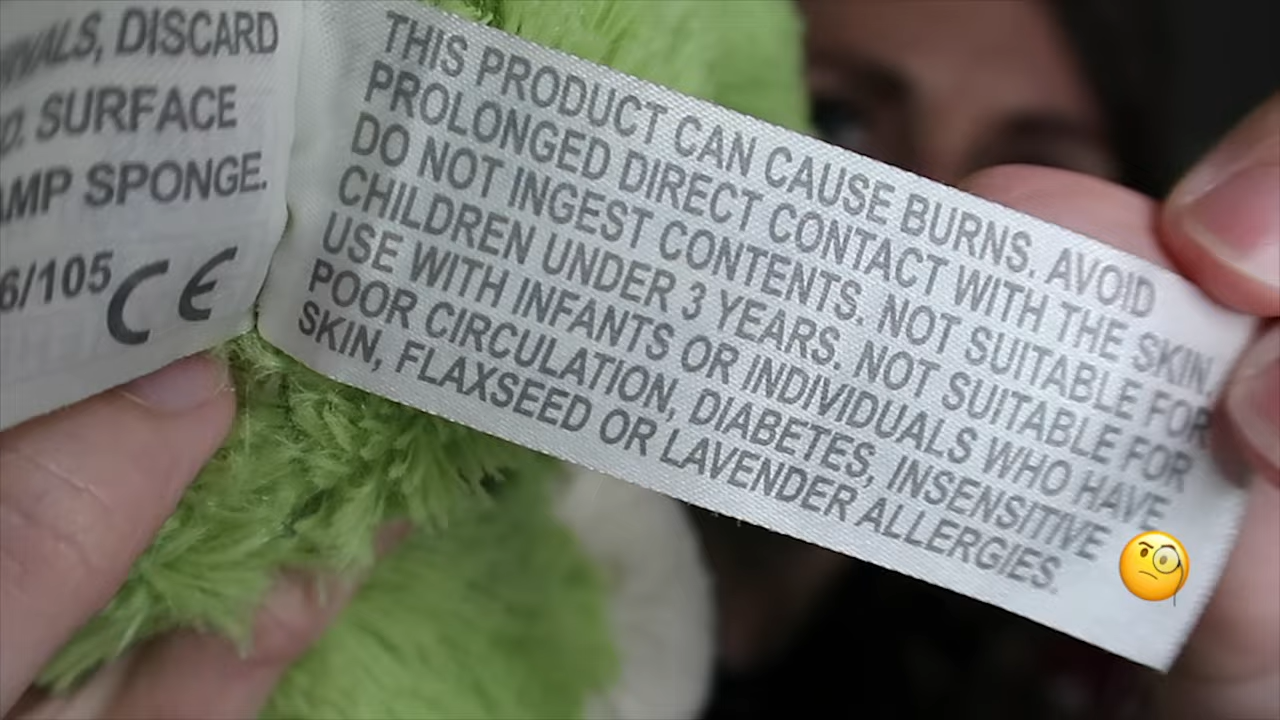 DISCARD
SURFACE
SPONGE.
6/105 CE
THIS PRODUCT CAN CAUSE BURNS. AVOID
PROLONGED DIRECT CONTACT WITH THE SKIN.
DO NOT INGEST CONTENTS. NOT SUITABLE FOR
CHILDREN UNDER 3 YEARS. NOT SUITABLE FOR
USE WITH INFANTS OR INDIVIDUALS WHO HAVE
POOR CIRCULATION, DIABETES, INSENSITIVE
SKIN, FLAXSEED OR LAVENDER ALLERGIES.